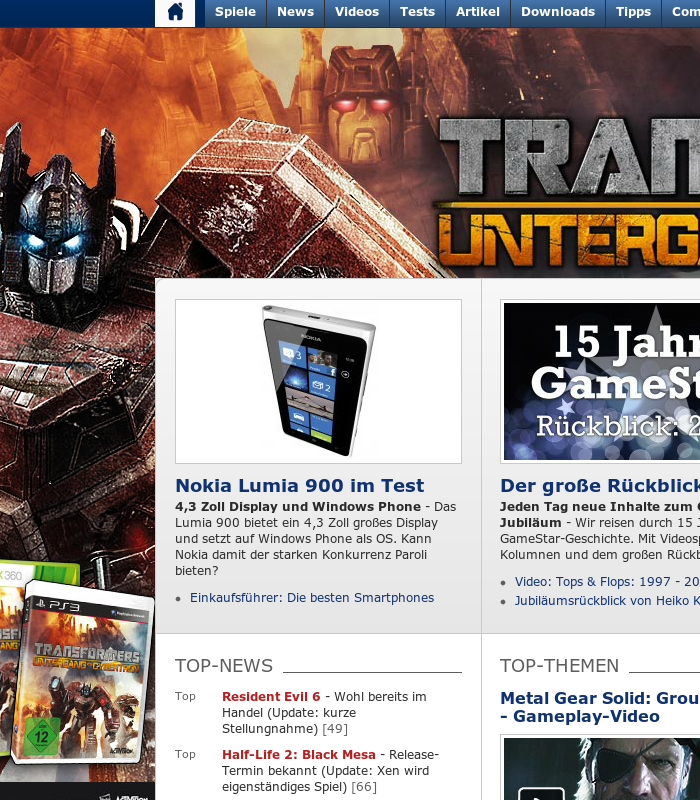 Spiele News Videos Tests Artikel Downloads Tipps Com
TRAN
UNTERGA
NOKIA
15 Jahr
GameSta
Rückblick: 2
Nokia Lumia 900 im Test
4,3 Zoll Display und Windows Phone - Das
Lumia 900 bietet ein 4,3 Zoll großes Display
und setzt auf Windows Phone als OS. Kann
Nokia damit der starken Konkurrenz Paroli
bieten?
• Einkaufsführer: Die besten Smartphones
Der große Rückblick
Jeden Tag neue Inhalte zum
Jubiläum - Wir reisen durch 15
GameStar-Geschichte. Mit Videosp
Kolumnen und dem großen Rückb
• Video: Tops & Flops: 1997 - 20
• Jubiläumsrückblick von Heiko K
360
PS3
TRANSFORMERS
UNTERGANG VON CYBERTRON
12
ACTIVISION
ACTIVISION
TOP-NEWS
Top Resident Evil 6 - Wohl bereits im
Handel (Update: kurze
Stellungnahme) [49]
Top Half-Life 2: Black Mesa - Release-
Termin bekannt (Update: Xen wird
eigenständiges Spiel) [66]
TOP-THEMEN
Metal Gear Solid: Grou
- Gameplay-Video